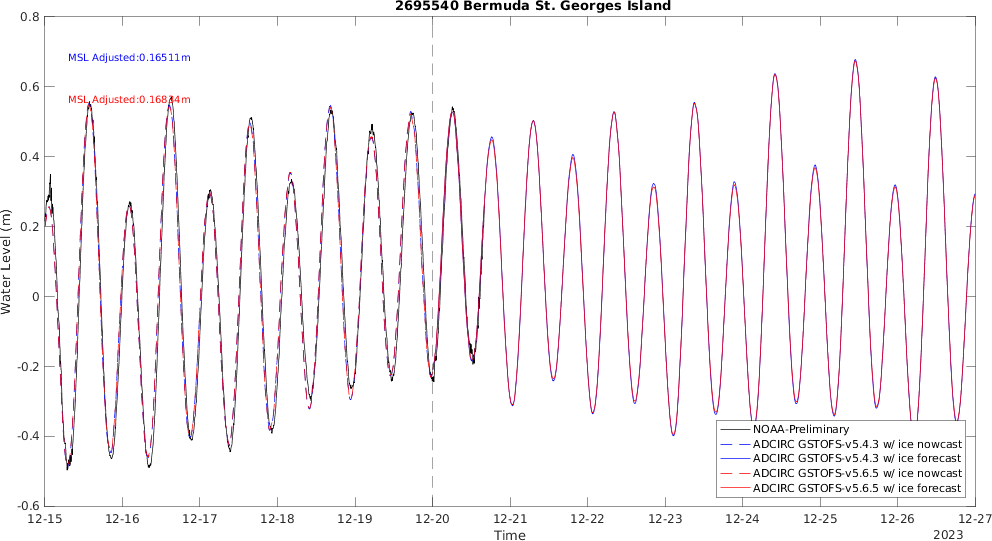 2695540 Bermuda St. Georges Island
0.8
0.6
0.4
0.2
0
-0.2
-0.4
-0.6
Water Level (m)
MSL Adjusted:0.16511m
MSL Adjusted:0.16834m
NOAA-Preliminary
ADCIRC GSTOFS-v5.4.3 w/ ice nowcast
ADCIRC GSTOFS-v5.4.3 w/ ice forecast
ADCIRC GSTOFS-v5.6.5 w/ ice nowcast
ADCIRC GSTOFS-v5.6.5 w/ ice forecast
12-15 12-16 12-17 12-18 12-19 12-20 12-21 12-22 12-23 12-24 12-25 12-26 12-27
Time
2023